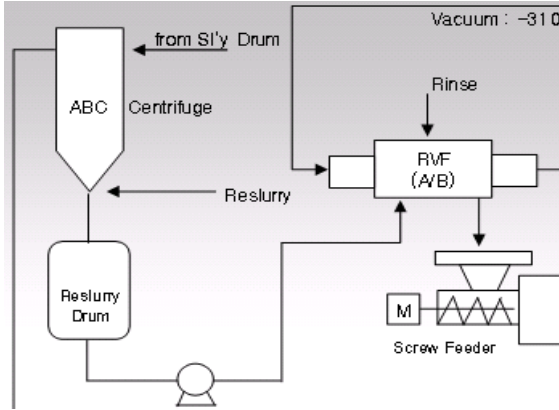 Vacuum : -310
from Sl'y Drum
ABC
Centrifuge
Rinse
RVF
(A/B)
Reslurry
Reslurry
Drum
M
Screw Feeder